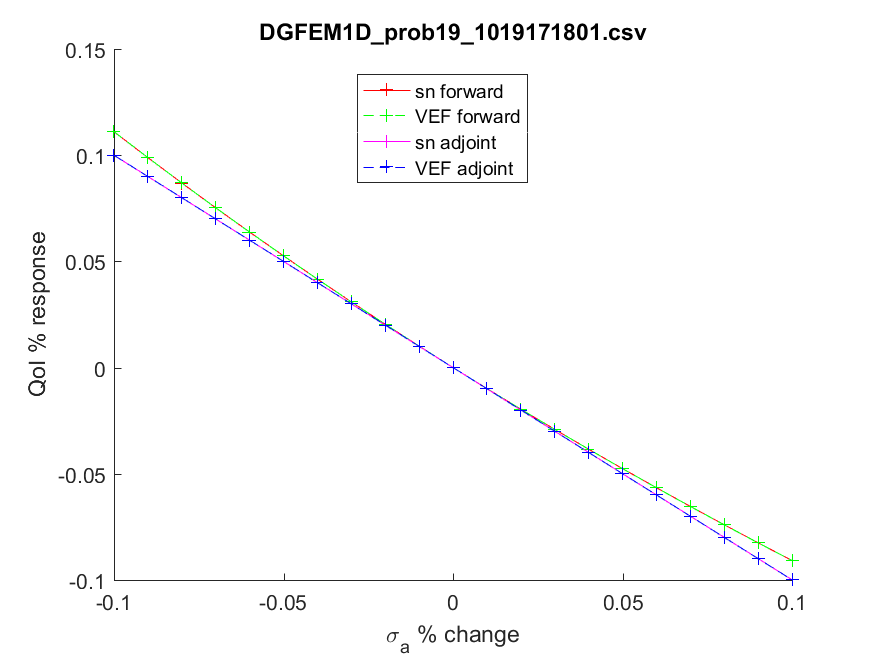 DGFEM1D_prob19_1019171801.csv
sn forward
VEF forward
sn adjoint
VEF adjoint
QoI % response
0.15
0.1
0.05
0
-0.05
-0.1
-0.1
-0.05
0
0.05
0.1
σa % change